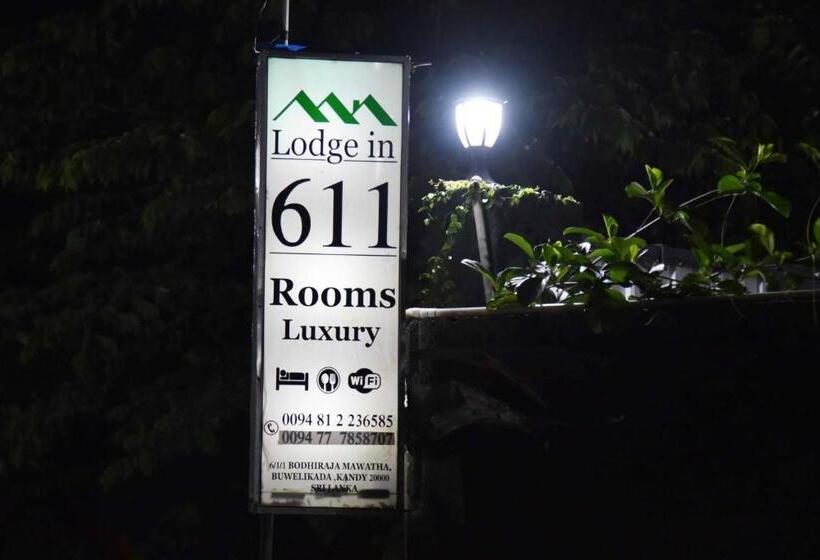 Lodge in
611
Rooms
Luxury
WiFi
0094 81 2 236585
0094 77 7858707
6/1/1 BODHIRAJA MAWATHA,
BUWELIKADA ,KANDY 20000
SRI LANKA